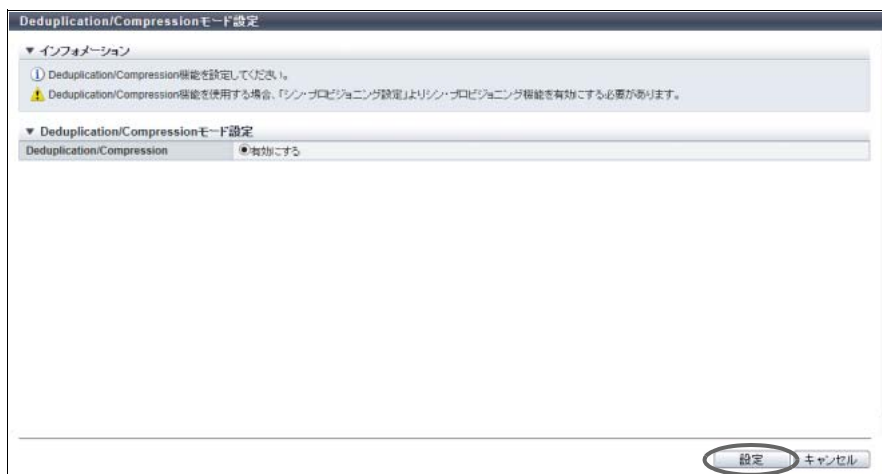 Deduplication/Compressionモード設定
▼ インフォメーション
Deduplication/Compression機能を設定してください。
Deduplication/Compression機能を使用する場合、「シン・プロビジョニング設定」よりシン・プロビジョニング機能を有効にする必要があります。
▼ Deduplication/Compressionモード設定
Deduplication/Compression 有効にする
設定 キャンセル